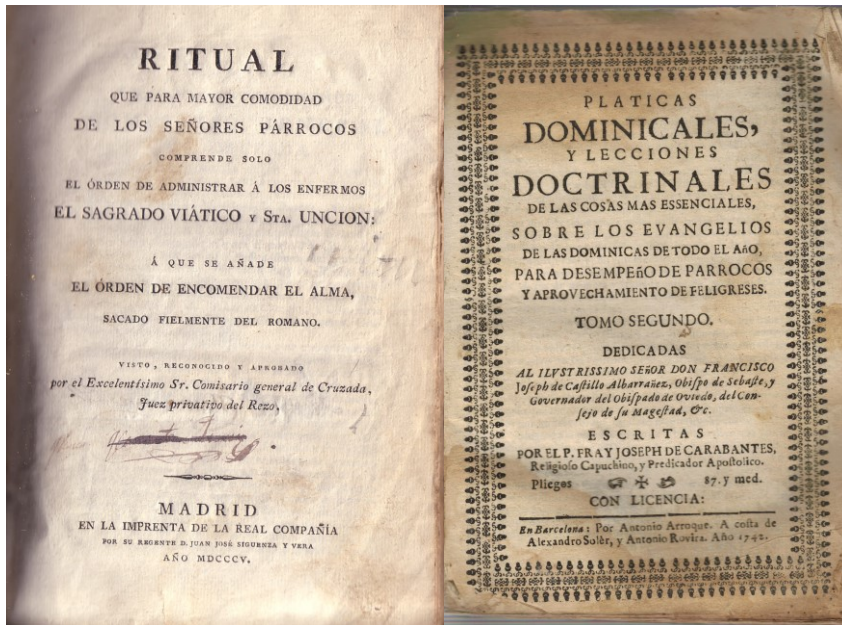 RITUAL
QUE PARA MAYOR COMODIDAD
DE LOS SEÑORES PÁRROCOS
COMPRENDE SOLO
EL ÓRDEN DE ADMINISTRAR Á LOS ENFERMOS
EL SAGRADO VIÁTICO Y STA. UNCION:
Á QUE SE AÑADE
EL ÓRDEN DE ENCOMENDAR EL ALMA,
SACADO FIELMENTE DEL ROMANO.
VISTO, RECONOCIDO Y APROBADO
por el Excelentísimo Sr. Comisario general de Cruzada,
Juez privativo del Rezo,
MADRID
EN LA IMPRENTA DE LA REAL COMPAÑÍA
POR SU REGENTE D. JUAN JOSÉ SIGUENZA Y VERA
AÑO MDCCCV.
PLATICAS
DOMINICALES,
Y LECCIONES
DOCTRINALES
DE LAS COSAS MAS ESSENCIALES,
SOBRE LOS EVANGELIOS
DE LAS DOMINICAS DE TODO EL AñO,
PARA DESEMPEñO DE PARROCOS
Y APROVECHAMIENTO DE FELIGRESES.
TOMO SEGUNDO.
DEDICADAS
AL ILVSTRISSIMO SEñOR DON FRANCISCO
Joseph de Castillo Albarrañez, Obispo de Sebaste, y
Governador del Obispado de Oviedo, del Con-
sejo de su Magestad, &c.
ESCRITAS
POR EL P. FRAY JOSEPH DE CARABANTES,
Religioso Capuchino, y Predicador Apostolico.
Pliegos ✠ 87. y med.
CON LICENCIA:
En Barcelona: Por Antonio Arroque. A costa de
Alexandro Solèr, y Antonio Rovira. Año 1742.